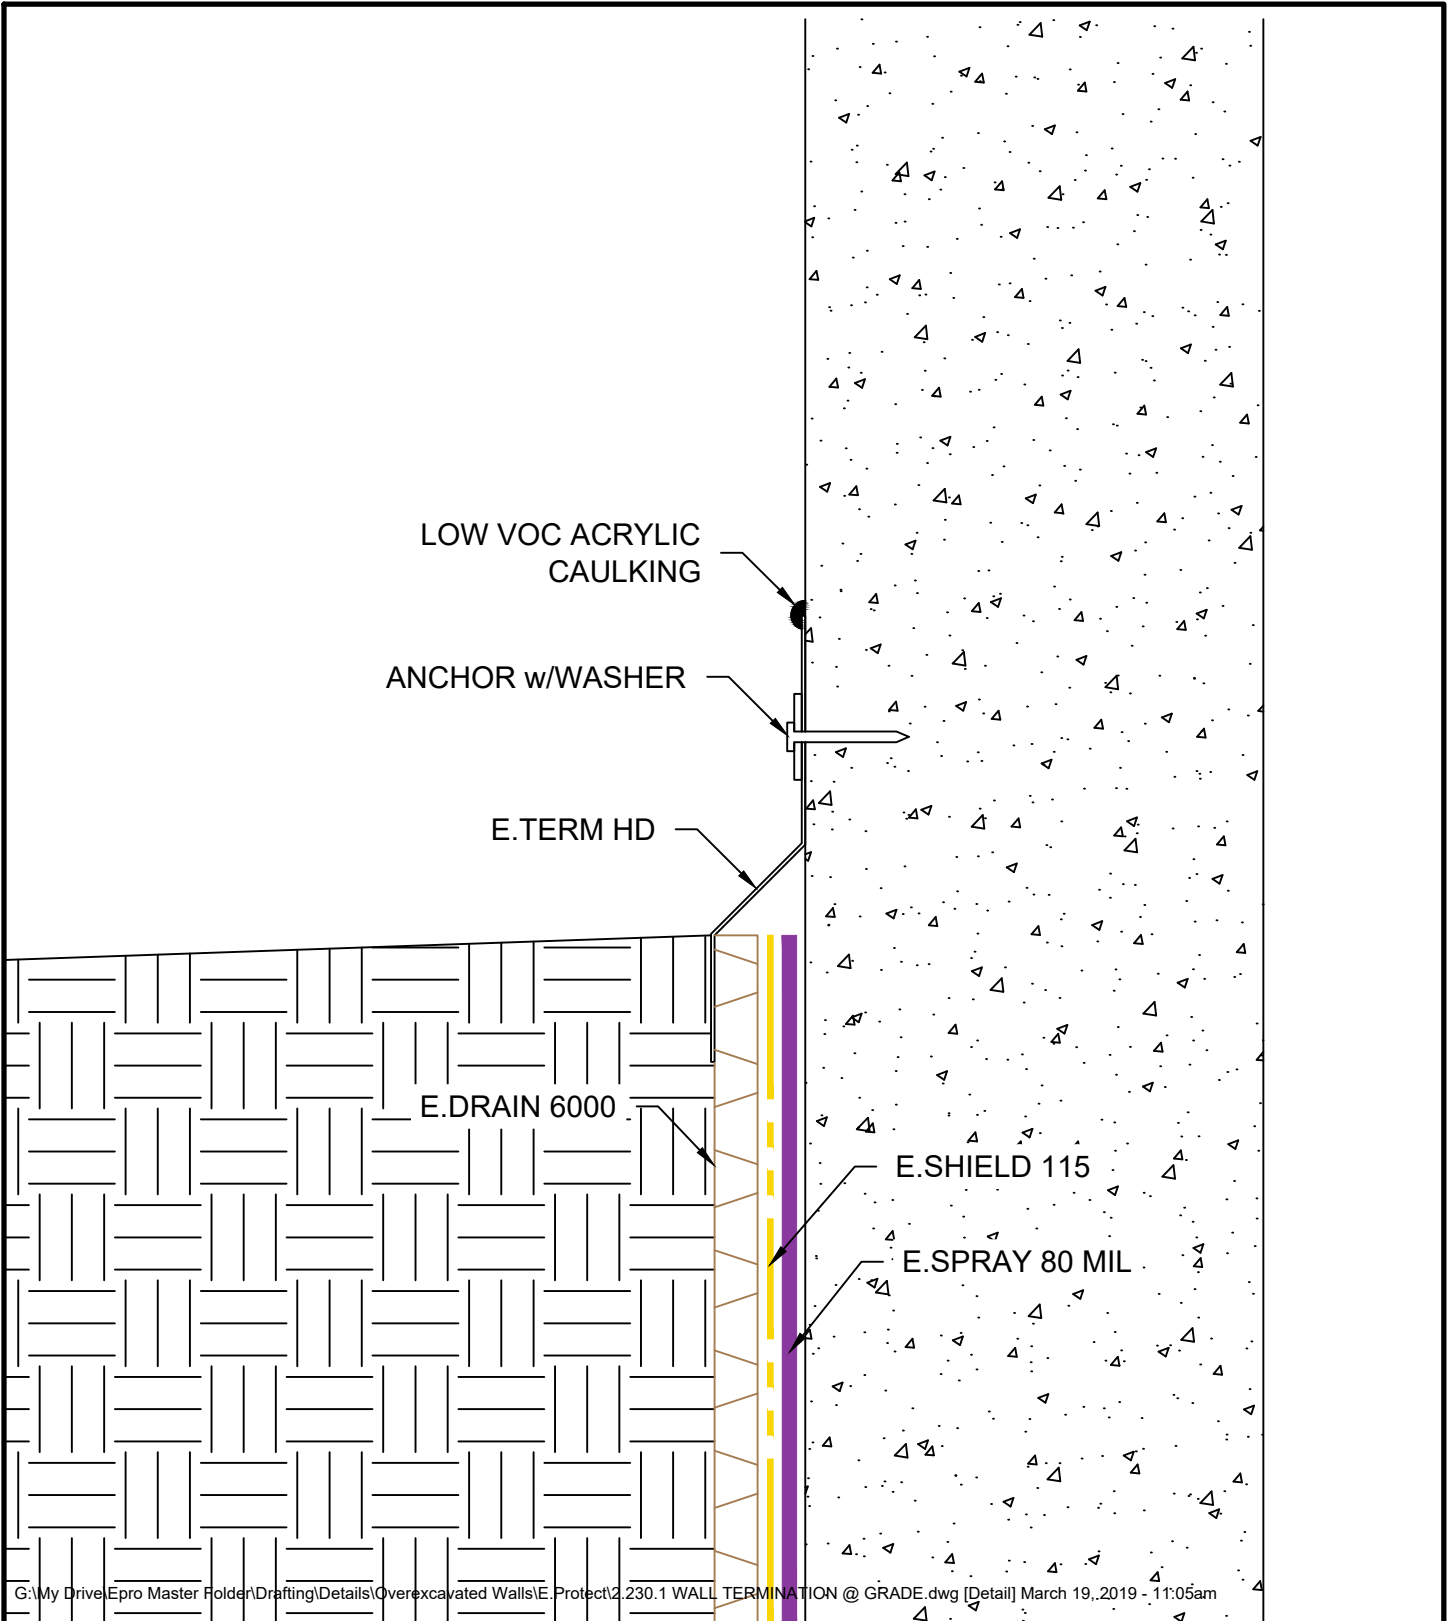 LOW VOC ACRYLIC
CAULKING
ANCHOR w/WASHER
E.TERM HD
E.DRAIN 6000
E.SHIELD 115
E.SPRAY 80 MIL
G:\My Drive\Epro Master Folder\Drafting\Details\Overexcavated Walls\E.Protect\2.230.1 WALL TERMINATION @ GRADE.dwg [Detail] March 19, 2019 - 11:05am